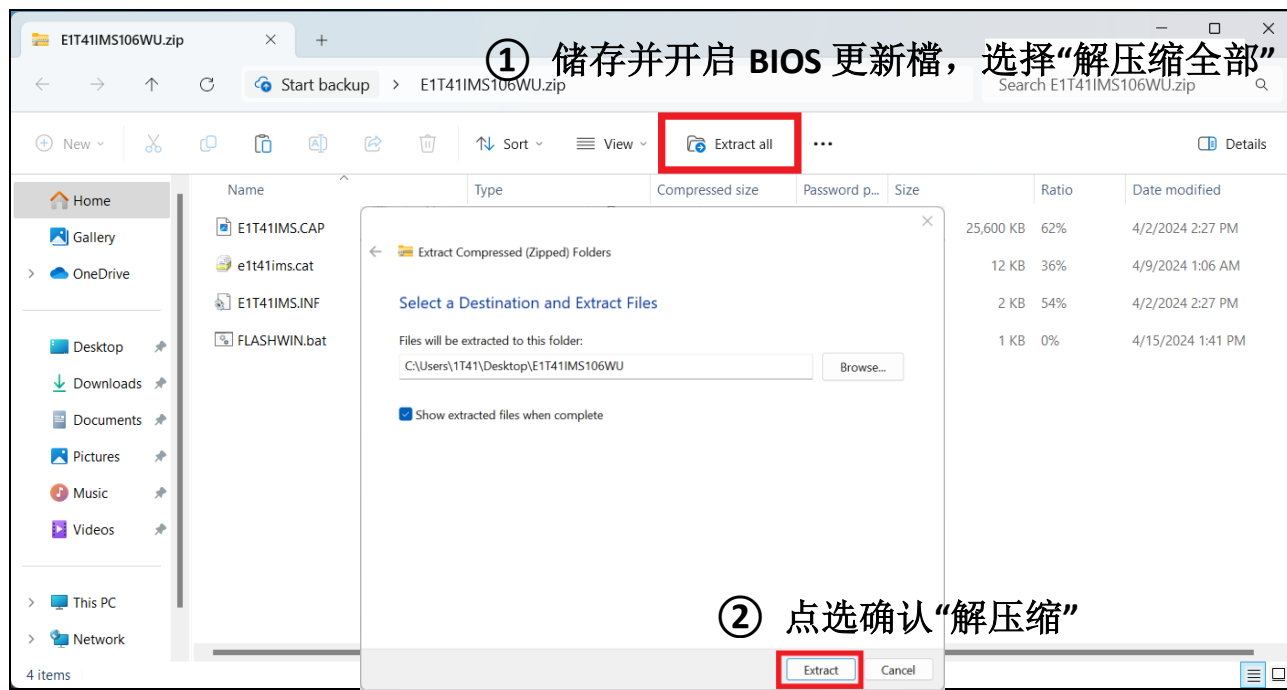 E1T41IMS106WU.zip
① 储存并开启 BIOS 更新檔，选择“解压缩全部”
Start backup > E1T41IMS106WU.zip
Search E1T41IMS106WU.zip
New
Sort
View
Extract all
Details
Name
Type
Compressed size
Password p...
Size
Ratio
Date modified
E1T41IMS.CAP
25,600 KB 62% 4/2/2024 2:27 PM
e1t41ims.cat
12 KB 36% 4/9/2024 1:06 AM
E1T41IMS.INF
2 KB 54% 4/2/2024 2:27 PM
FLASHWIN.bat
1 KB 0% 4/15/2024 1:41 PM
Home
Gallery
OneDrive
Desktop
Downloads
Documents
Pictures
Music
Videos
This PC
Network
Extract Compressed (Zipped) Folders
Select a Destination and Extract Files
Files will be extracted to this folder:
C:\Users\1T41\Desktop\E1T41IMS106WU
Browse...
Show extracted files when complete
② 点选确认“解压缩”
Extract
Cancel
4 items